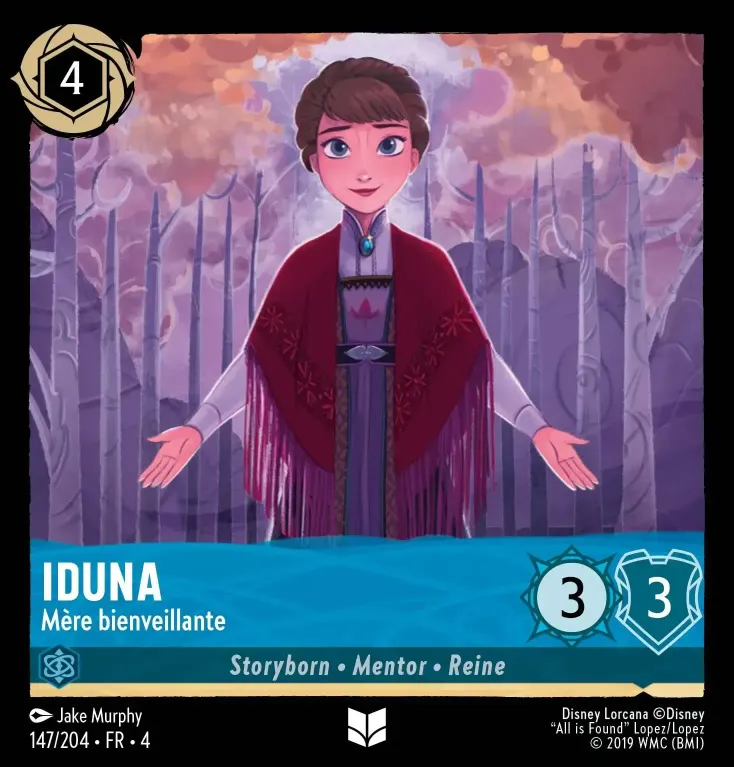 4
IDUNA
Mère bienveillante
3
3
Storyborn • Mentor • Reine
Jake Murphy
147/204 • FR • 4
Disney Lorcana ©Disney
“All is Found” Lopez/Lopez
© 2019 WMC (BMI)